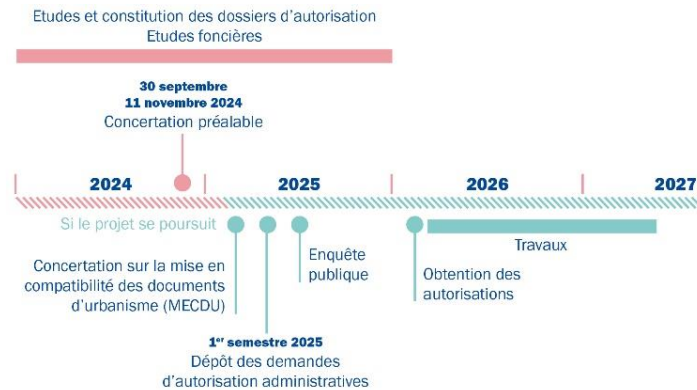 Etudes et constitution des dossiers d'autorisation
Etudes foncières
30 septembre
11 novembre 2024
Concertation préalable
2024
2025
2026
2027
Si le projet se poursuit
Concertation sur la mise en
compatibilité des documents
d'urbanisme (MECDU)
1er semestre 2025
Dépôt des demandes
d'autorisation administratives
Enquête
publique
Obtention des
autorisations
Travaux